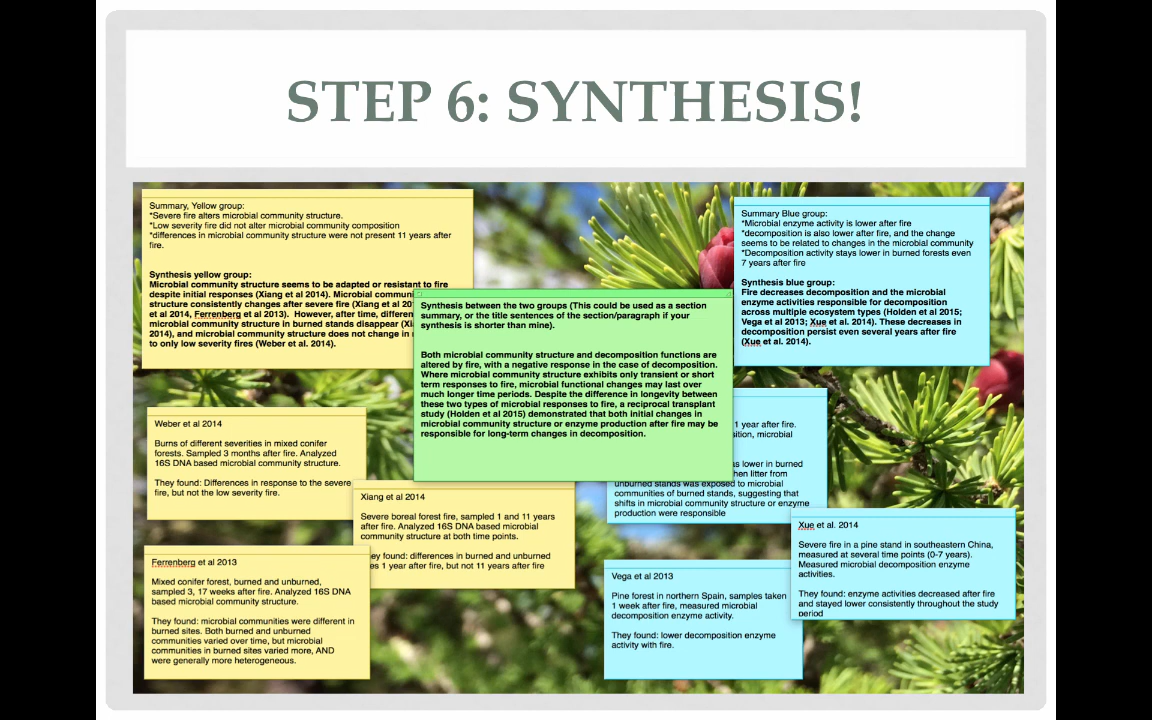 STEP 6: SYNTHESIS!
Summary, Yellow group:
*Severe fire alters microbial community structure.
*Low severity fire did not alter microbial community composition
*differences in microbial community structure were not present 11 years after
fire.
Synthesis yellow group:
Microbial community structure seems to be adapted or resistant to fire
despite initial responses (Xiang et al 2014). Microbial
structure consistently changes after severe fire (Xiang et al
et al 2014, Ferrenberg et al 2013). However, after time,
microbial community structure in burned stands disappear
2014), and microbial community structure does not change in
to only low severity fires (Weber et al. 2014).
Synthesis between the two groups (This could be used as a section
summary, or the title sentences of the section/paragraph if your
synthesis is shorter than mine).
Both microbial community structure and decomposition functions are
altered by fire, with a negative response in the case of decomposition.
Where microbial community structure exhibits only transient or short
term responses to fire, microbial functional changes may last over
much longer time periods. Despite the difference in longevity between
these two types of microbial responses to fire, a reciprocal transplant
study (Holden et al 2015) demonstrated that both initial changes in
microbial community structure or enzyme production after fire may be
responsible for long-term changes in decomposition.
Summary Blue group:
*Microbial enzyme activity is lower after fire
*decomposition is also lower after fire, and the change
seems to be related to changes in the microbial community
*Decomposition activity stays lower in burned forests even
7 years after fire
Synthesis blue group:
Fire decreases decomposition and the microbial
enzyme activities responsible for decomposition
across multiple ecosystem types (Holden et al 2015;
Vega et al 2013; Xue et al. 2014). These decreases in
decomposition persist even several years after fire
(Xue et al. 2014).
Weber et al 2014
Burns of different severities in mixed conifer
forests. Sampled 3 months after fire. Analyzed
16S DNA based microbial community structure.
They found: Differences in response to the severe
fire, but not the low severity fire.
Xiang et al 2014
Severe boreal forest fire, sampled 1 and 11 years
after fire. Analyzed 16S DNA based microbial
community structure at both time points.
found: differences in burned and unburned
1 year after fire, but not 11 years after fire
Ferrenberg et al 2013
Mixed conifer forest, burned and unburned,
sampled 3, 17 weeks after fire. Analyzed 16S DNA
based microbial community structure.
They found: microbial communities were different in
burned sites. Both burned and unburned
communities varied over time, but microbial
communities in burned sites varied more, AND
were generally more heterogeneous.
1 year after fire.
microbial
lower in burned
litter from
unburned stands was exposed to microbial
communities of burned stands, suggesting that
shifts in microbial community structure or enzyme
production were responsible
Vega et al 2013
Pine forest in northern Spain, samples taken
1 week after fire, measured microbial
decomposition enzyme activity.
They found: lower decomposition enzyme
activity with fire.
Xue et al. 2014
Severe fire in a pine stand in southeastern China,
measured at several time points (0-7 years).
Measured microbial decomposition enzyme
activities.
They found: enzyme activities decreased after fire
and stayed lower consistently throughout the study
period